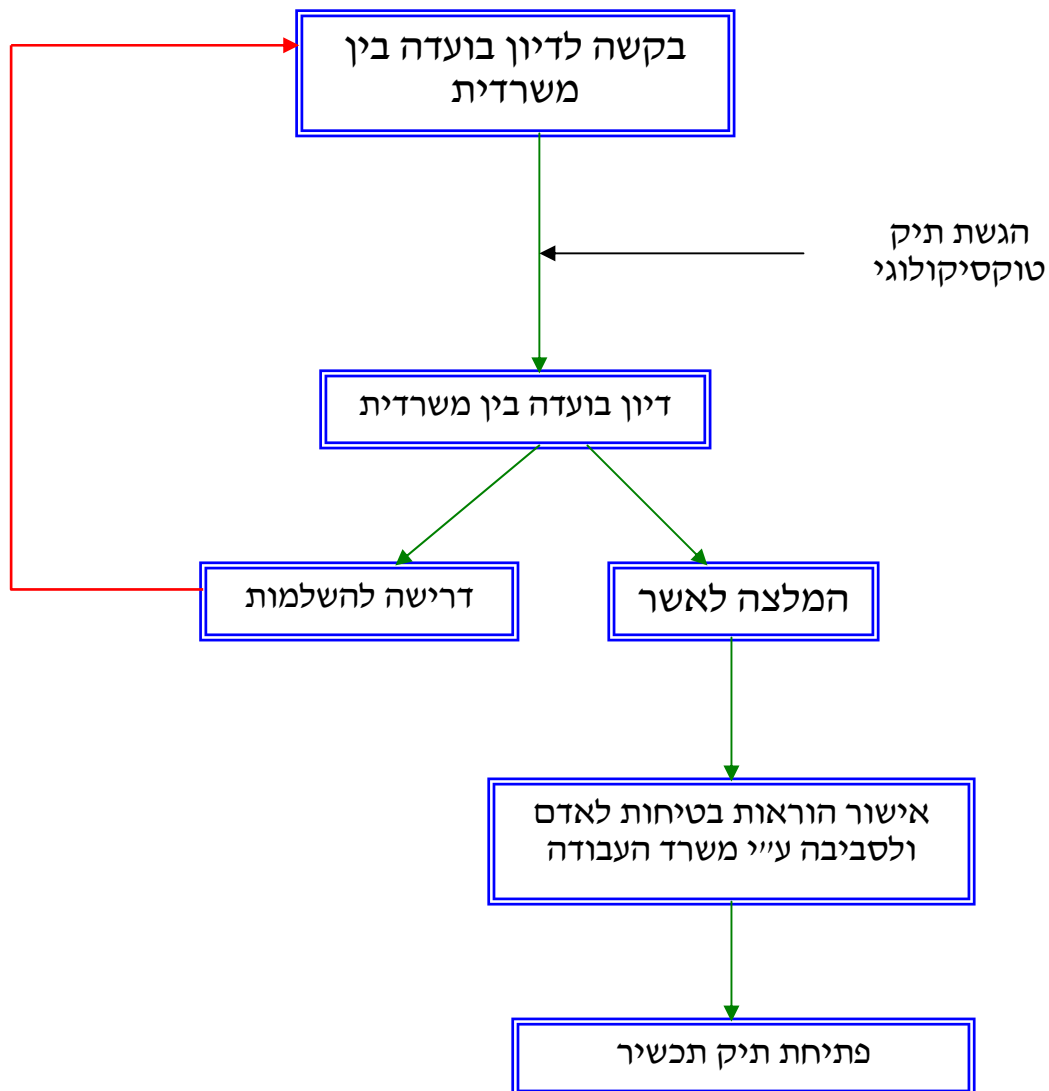 בקשה לדיון בועדה בין
משרדית
הגשת תיק
טוקסיקולוגי
דיון בועדה בין משרדית
המלצה לאשר
דרישה להשלמות
אישור הוראות בטיחות לאדם
ולסביבה ע״י משרד העבודה
פתיחת תיק תכשיר